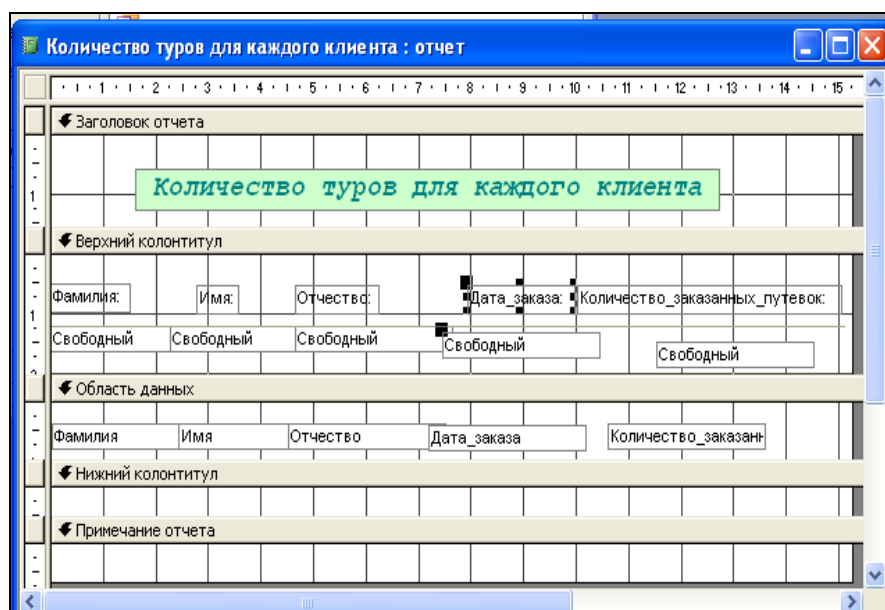 Количество туров для каждого клиента : отчет
1 2 3 4 5 6 7 8 9 10 11 12 13 14 15
Заголовок отчета
1
Количество туров для каждого клиента
Верхний колонтитул
Фамилия: Имя: Отчество: Дата_заказа: Количество_заказанных_путевок:
1
Свободный Свободный Свободный Свободный Свободный
Область данных
Фамилия Имя Отчество Дата_заказа Количество_заказанн
Нижний колонтитул
Примечание отчета